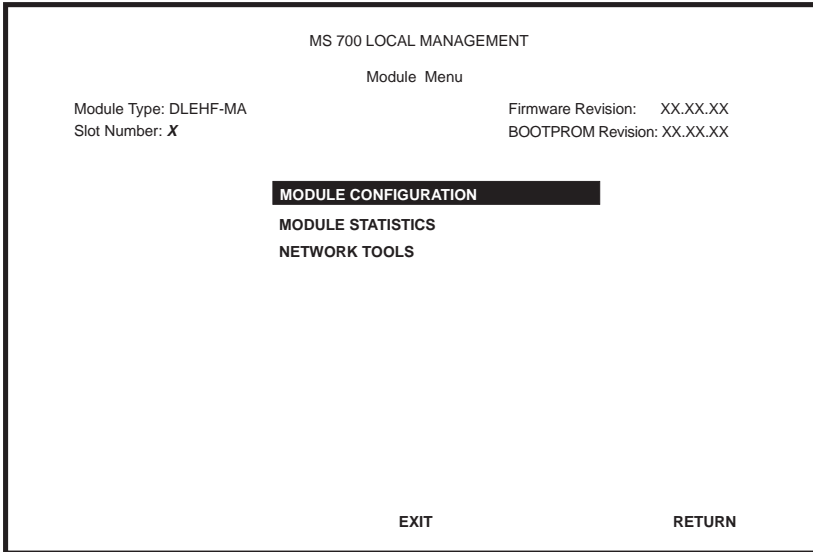 MS 700 LOCAL MANAGEMENT
Module Menu
Module Type: DLEHF-MA Firmware Revision: XX.XX.XX
Slot Number: X BOOTPROM Revision: XX.XX.XX
MODULE CONFIGURATION
MODULE STATISTICS
NETWORK TOOLS
EXIT RETURN